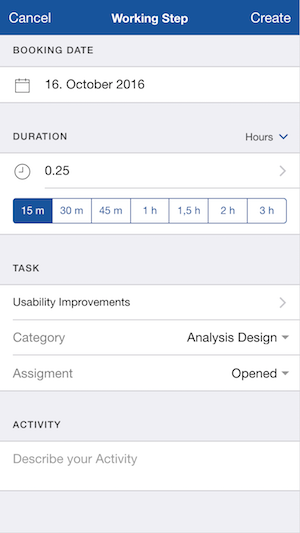 Cancel Working Step Create
BOOKING DATE
16. October 2016
DURATION Hours
0.25
15 m 30 m 45 m 1 h 1,5 h 2 h 3 h
TASK
Usability Improvements
Category Analysis Design
Assigment Opened
ACTIVITY
Describe your Activity